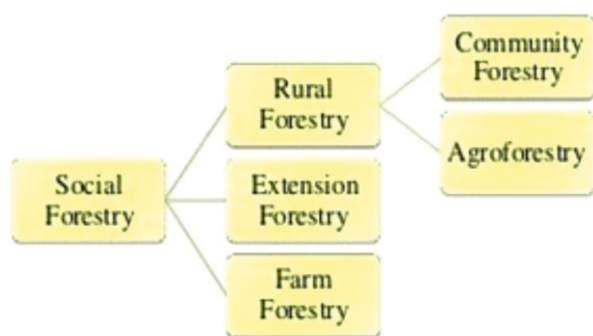 Social
Forestry
Rural
Forestry
Extension
Forestry
Farm
Forestry
Community
Forestry
Agroforestry